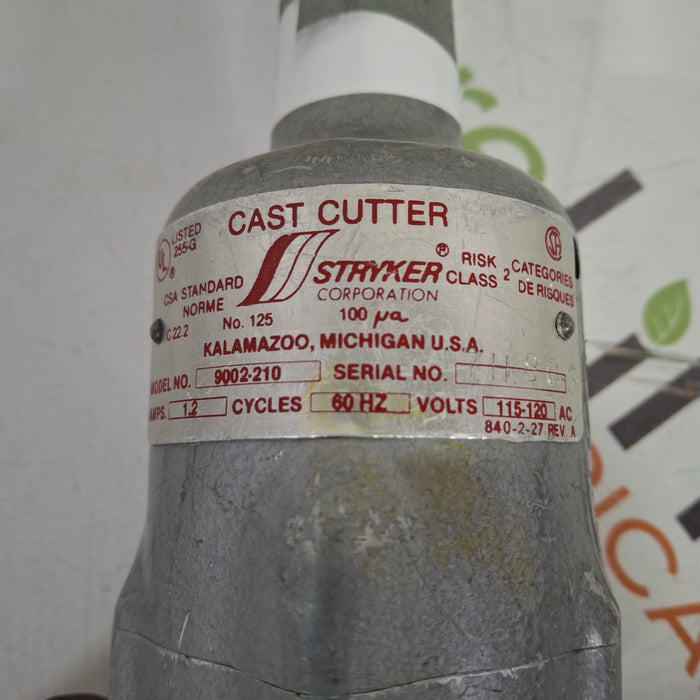 CAST CUTTER
UL
®
LISTED
255-G
STRYKER ®
CORPORATION
RISK
CLASS 2
CATEGORIES
DE RISQUES
CSA STANDARD
NORME
C 22.2 No. 125
100 µa
KALAMAZOO, MICHIGAN U.S.A.
MODEL NO. 9002-210 SERIAL NO.
AMPS. 1.2 CYCLES 60 HZ VOLTS 115-120 AC
840-2-27 REV A